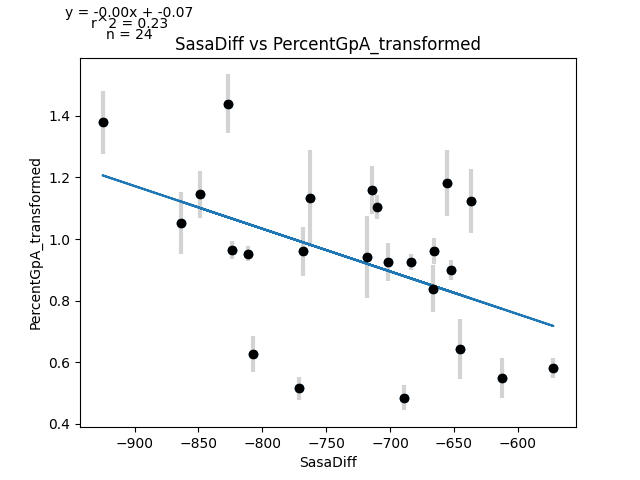 y = -0.00x + -0.07
r^2 = 0.23
n = 24
SasaDiff vs PercentGpA_transformed
PercentGpA_transformed
1.4
1.2
1.0
0.8
0.6
0.4
−900
−850
−800
−750
−700
−650
−600
SasaDiff